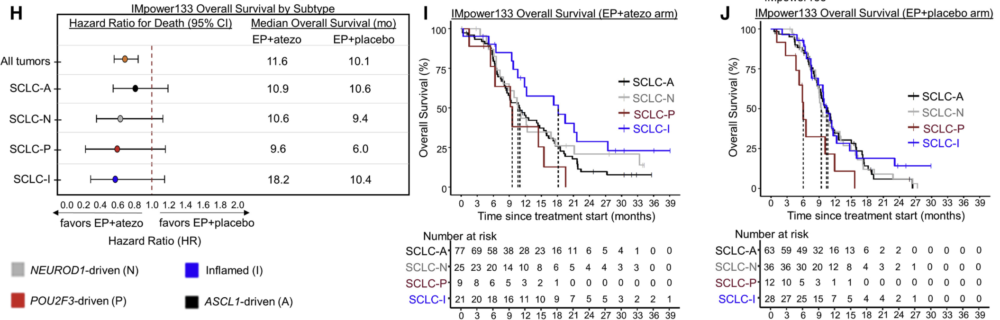 H
IMpower133 Overall Survival by Subtype
Hazard Ratio for Death (95% CI) Median Overall Survival (mo)
EP+atezo EP+placebo
All tumors 11.6 10.1
SCLC-A 10.9 10.6
SCLC-N 10.6 9.4
SCLC-P 9.6 6.0
SCLC-I 18.2 10.4
0.0 0.2 0.4 0.6 0.8 1.0 1.2 1.4 1.6 1.8 2.0
favors EP+atezo favors EP+placebo
Hazard Ratio (HR)
NEUROD1-driven (N) Inflamed (I)
POU2F3-driven (P) ASCL1-driven (A)
I
IMpower133 Overall Survival (EP+atezo arm)
Overall Survival (%)
100
75
50
25
0
SCLC-A
SCLC-N
SCLC-P
SCLC-I
0 3 6 9 12 15 18 21 24 27 30 33 36 39
Time since treatment start (months)
Number at risk
SCLC-A 77 69 58 38 28 23 16 11 6 5 4 1 0 0
SCLC-N 25 23 20 14 10 8 6 5 4 4 3 3 0 0
SCLC-P 9 8 6 5 3 2 1 0 0 0 0 0 0 0
SCLC-I 21 20 18 16 11 10 9 7 5 5 3 2 2 1
0 3 6 9 12 15 18 21 24 27 30 33 36 39
J
IMpower133 Overall Survival (EP+placebo arm)
Overall Survival (%)
100
75
50
25
0
SCLC-A
SCLC-N
SCLC-P
SCLC-I
0 3 6 9 12 15 18 21 24 27 30 33 36 39
Time since treatment start (months)
Number at risk
SCLC-A 63 59 49 32 16 13 6 2 2 0 0 0 0 0
SCLC-N 36 36 30 20 12 8 4 3 2 1 0 0 0 0
SCLC-P 12 10 5 3 1 1 0 0 0 0 0 0 0 0
SCLC-I 28 27 25 15 7 5 4 4 2 1 0 0 0 0
0 3 6 9 12 15 18 21 24 27 30 33 36 39